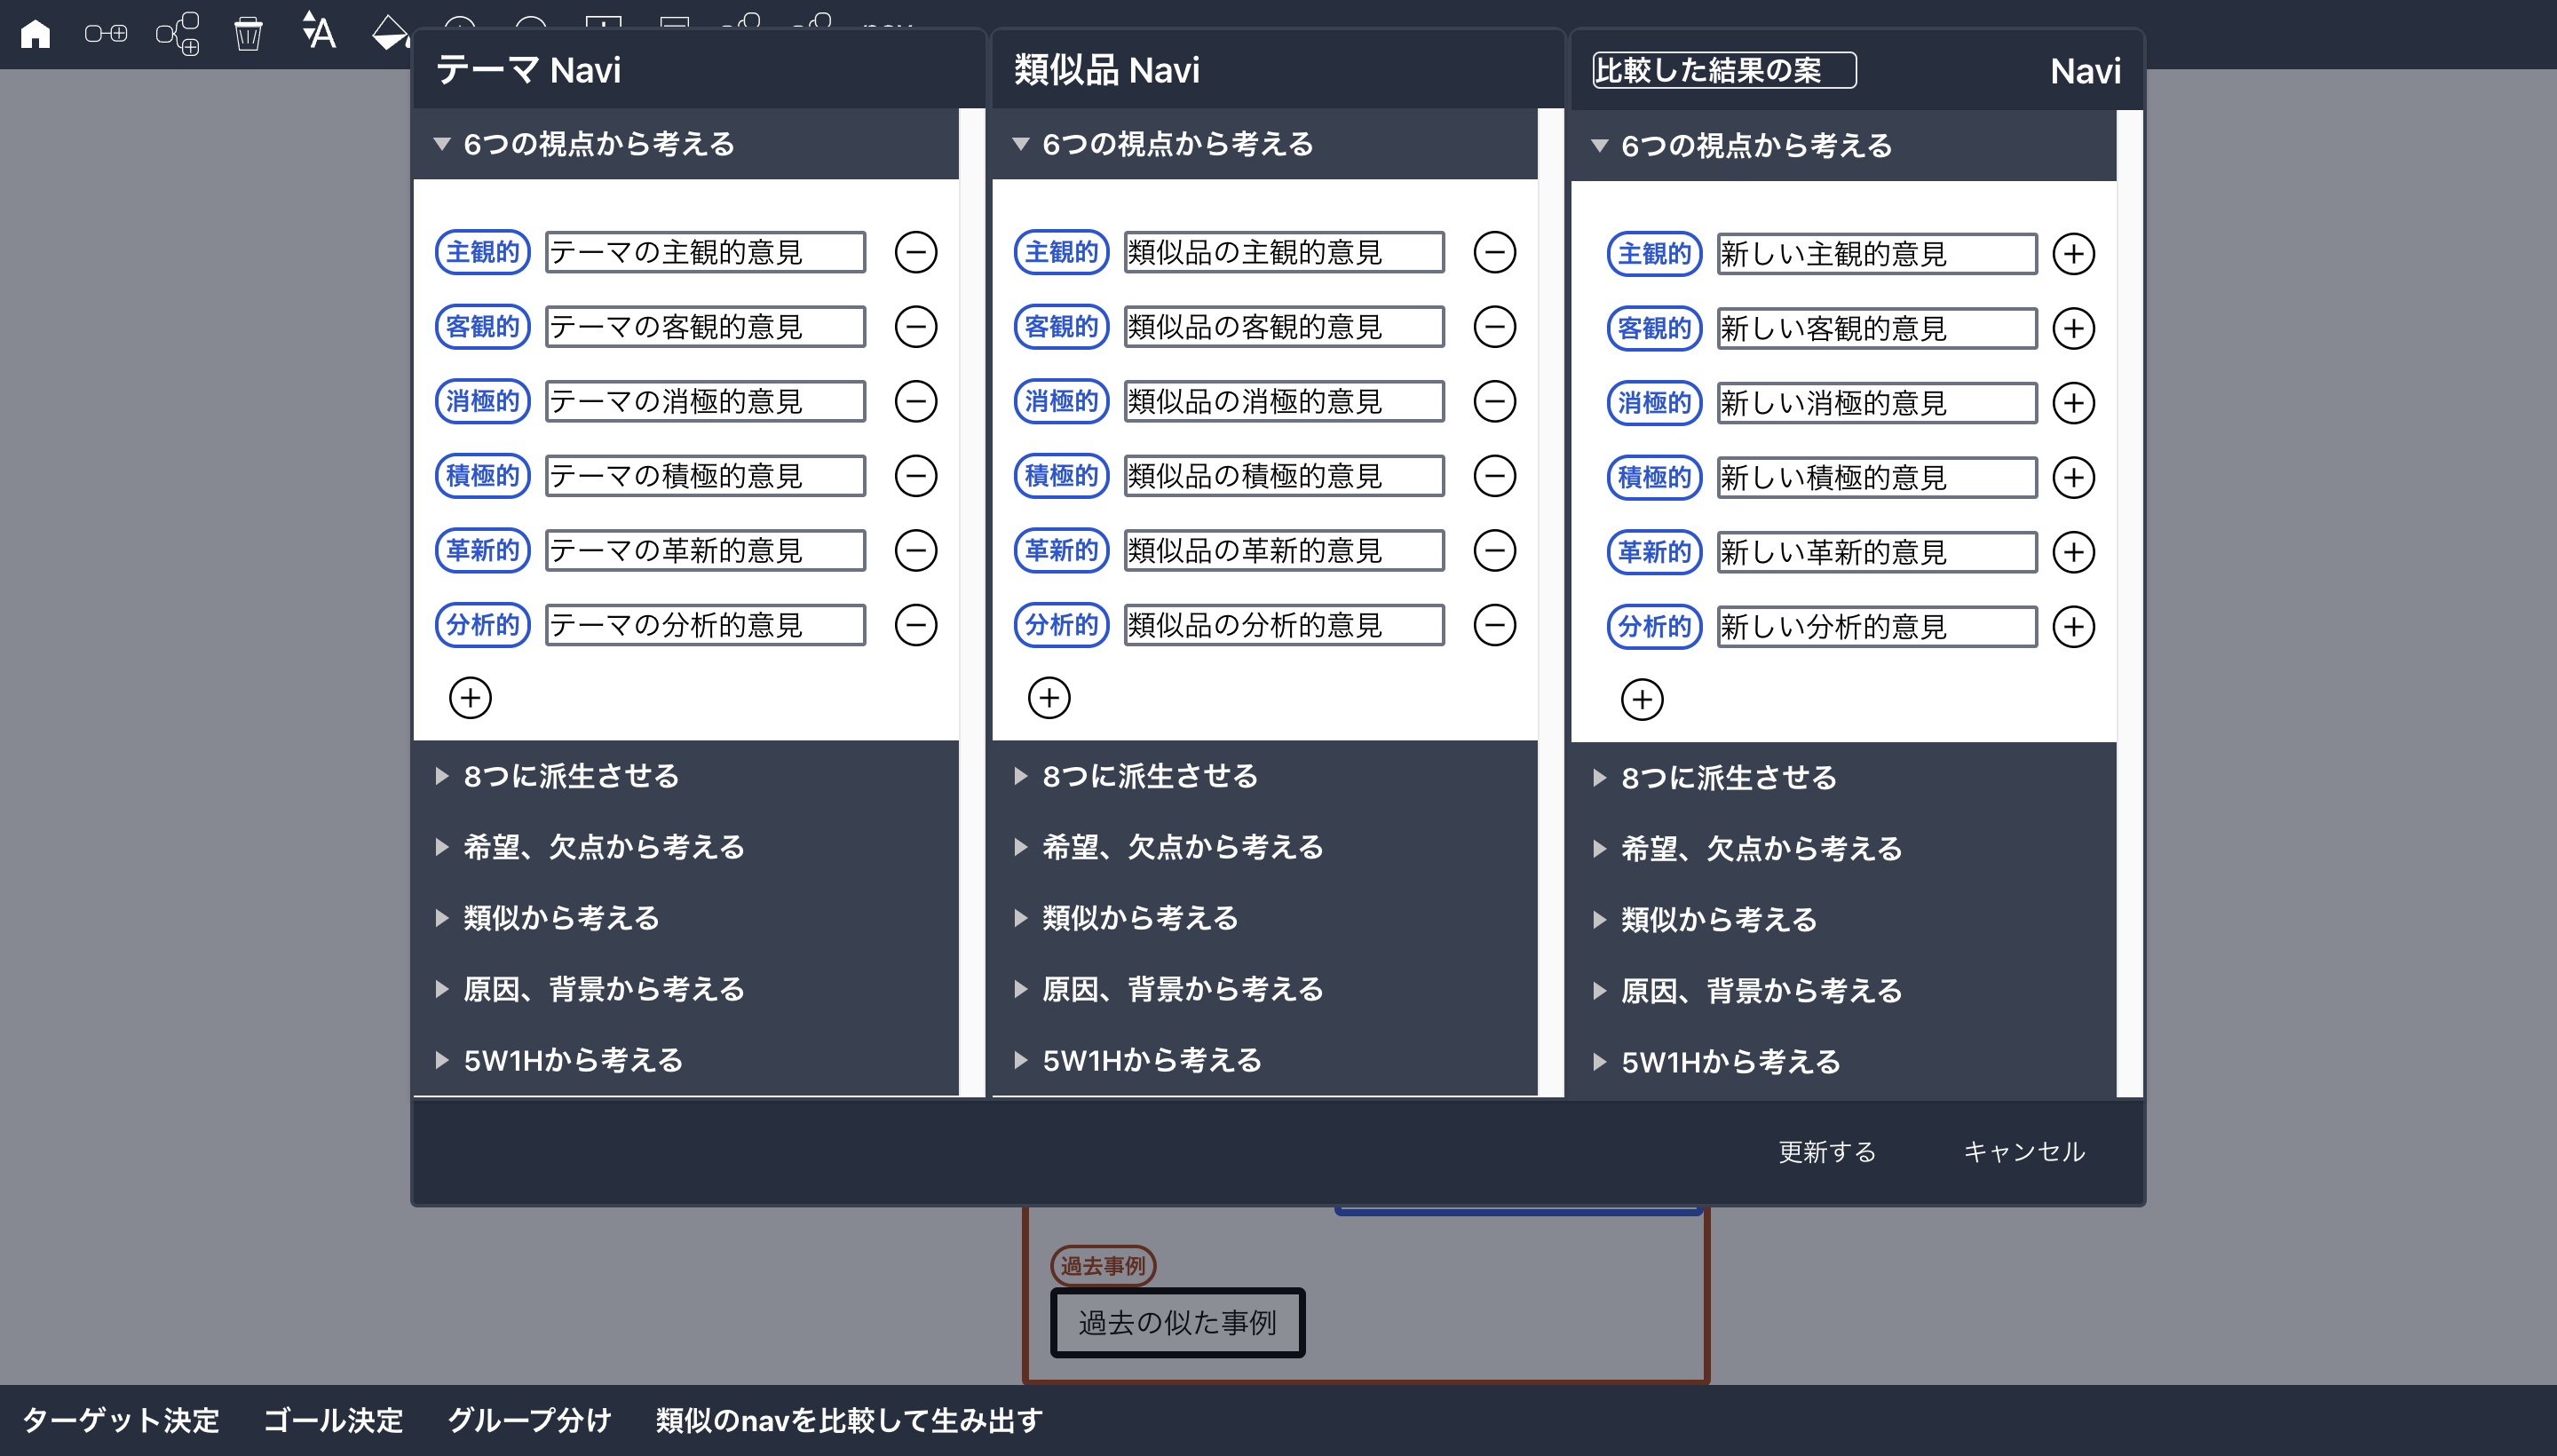 テーマ Navi
6つの視点から考える
主観的 テーマの主観的意見
客観的 テーマの客観的意見
消極的 テーマの消極的意見
積極的 テーマの積極的意見
革新的 テーマの革新的意見
分析的 テーマの分析的意見
8つに派生させる
希望、欠点から考える
類似から考える
原因、背景から考える
5W1Hから考える
類似品 Navi
6つの視点から考える
主観的 類似品の主観的意見
客観的 類似品の客観的意見
消極的 類似品の消極的意見
積極的 類似品の積極的意見
革新的 類似品の革新的意見
分析的 類似品の分析的意見
8つに派生させる
希望、欠点から考える
類似から考える
原因、背景から考える
5W1Hから考える
比較した結果の案 Navi
6つの視点から考える
主観的 新しい主観的意見
客観的 新しい客観的意見
消極的 新しい消極的意見
積極的 新しい積極的意見
革新的 新しい革新的意見
分析的 新しい分析的意見
8つに派生させる
希望、欠点から考える
類似から考える
原因、背景から考える
5W1Hから考える
更新する キャンセル
過去事例
過去の似た事例
ターゲット決定 ゴール決定 グループ分け 類似のnavを比較して生み出す